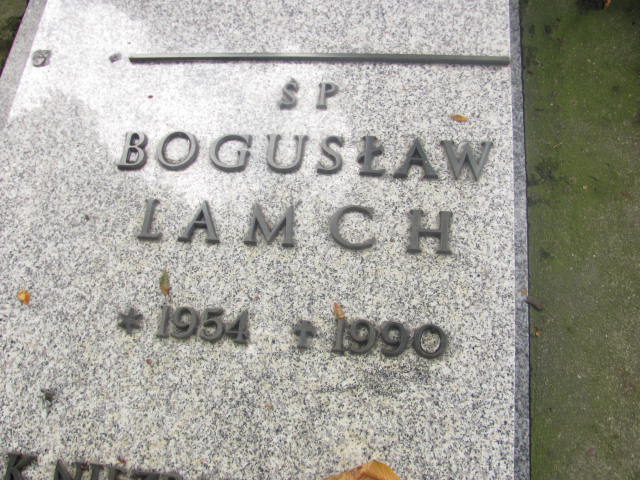 ŚP
BOGUSŁAW
LAMCH
* 1954 + 1990